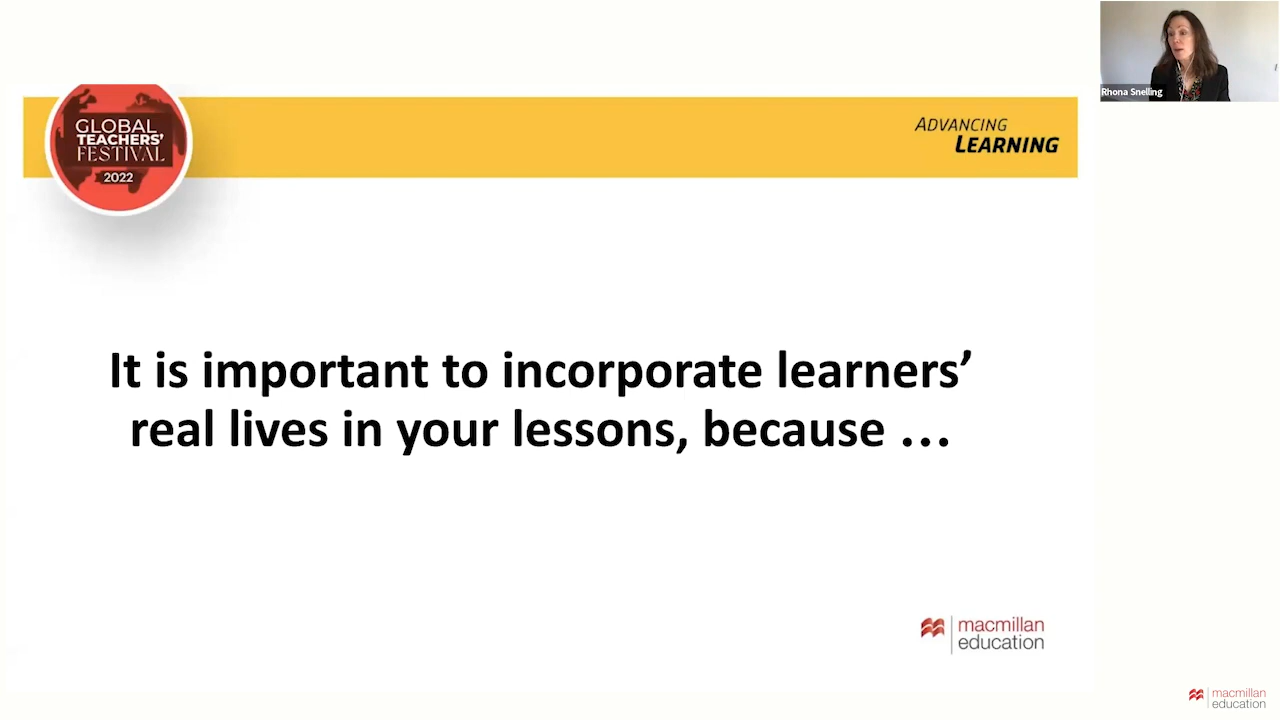 Rhona Snelling
GLOBAL
TEACHERS'
FESTIVAL
2022
ADVANCING
LEARNING
It is important to incorporate learners’
real lives in your lessons, because …
macmillan
education
macmillan
education